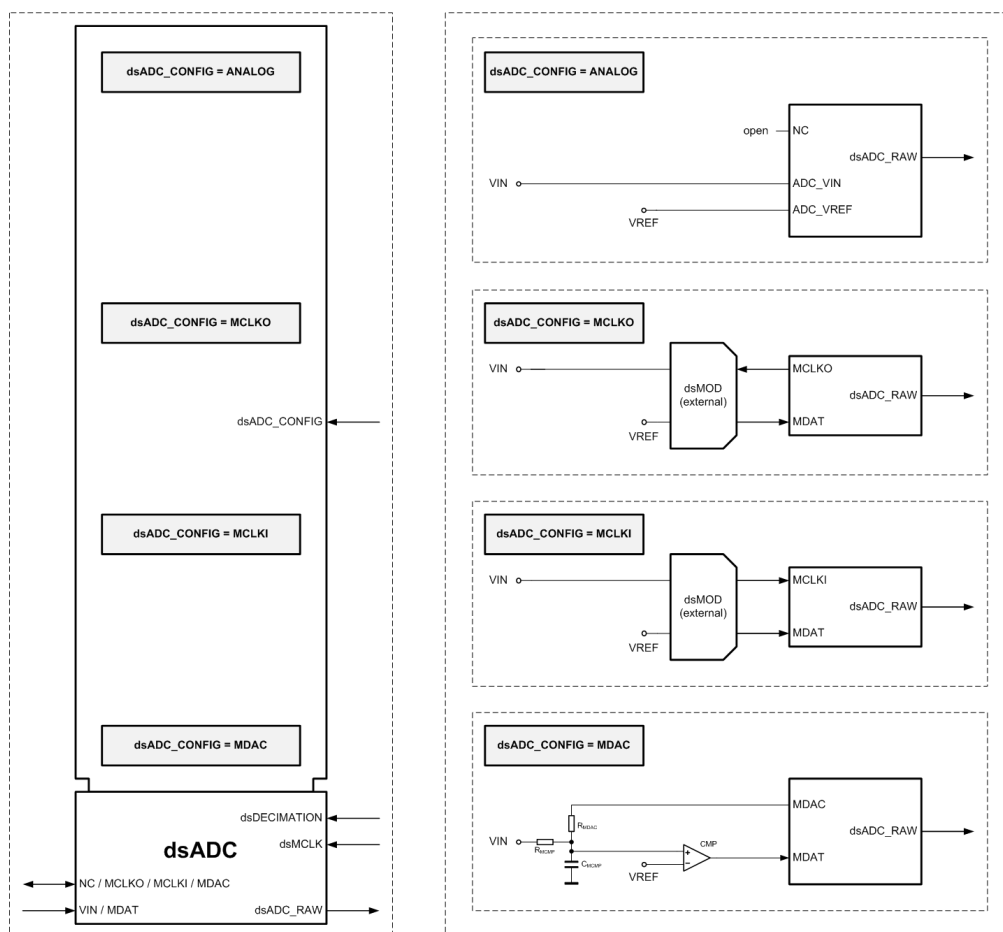 dsADC_CONFIG = ANALOG
dsADC_CONFIG = MCLKO
dsADC_CONFIG
dsADC_CONFIG = MCLKI
dsADC_CONFIG = MDAC
dsDECIMATION
dsADC
dsMCLK
NC / MCLKO / MCLKI / MDAC
VIN / MDAT
dsADC_RAW
dsADC_CONFIG = ANALOG
open
NC
dsADC_RAW
VIN
ADC_VIN
ADC_VREF
VREF
dsADC_CONFIG = MCLKO
VIN
MCLKO
dsMOD
(external)
dsADC_RAW
MDAT
VREF
dsADC_CONFIG = MCLKI
VIN
MCLKI
dsMOD
(external)
dsADC_RAW
MDAT
VREF
dsADC_CONFIG = MDAC
MDAC
RMDAC
dsADC_RAW
VIN
RMCMP
CMP
+
−
MDAT
CMCMP
VREF